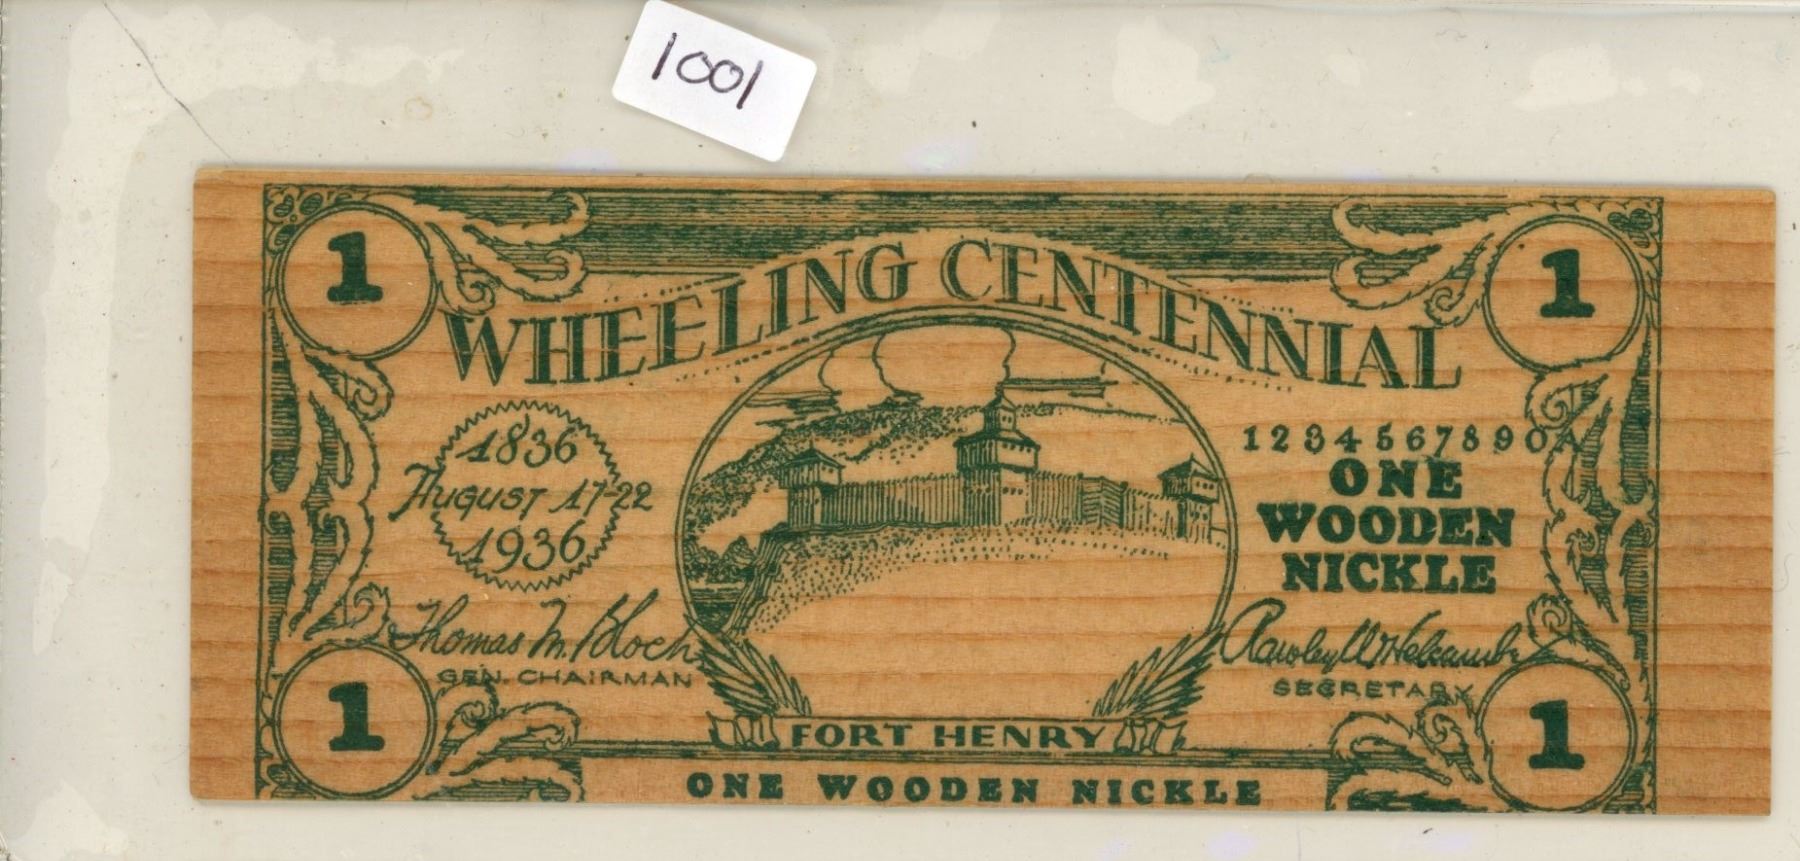 1001
1
1
WHEELING CENTENNIAL
1836
AUGUST 17-22
1936
1234567890A
ONE
WOODEN
NICKLE
Thomas M. Bloch
GEN. CHAIRMAN
SECRETARY
1
1
FORT HENRY
ONE WOODEN NICKLE